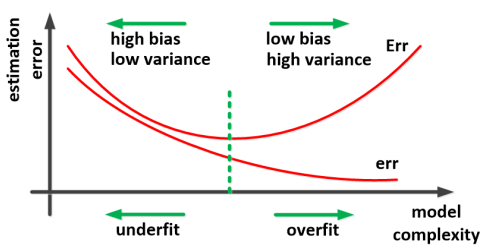 estimation
error
high bias
low variance
low bias
high variance
Err
err
underfit
overfit
model
complexity